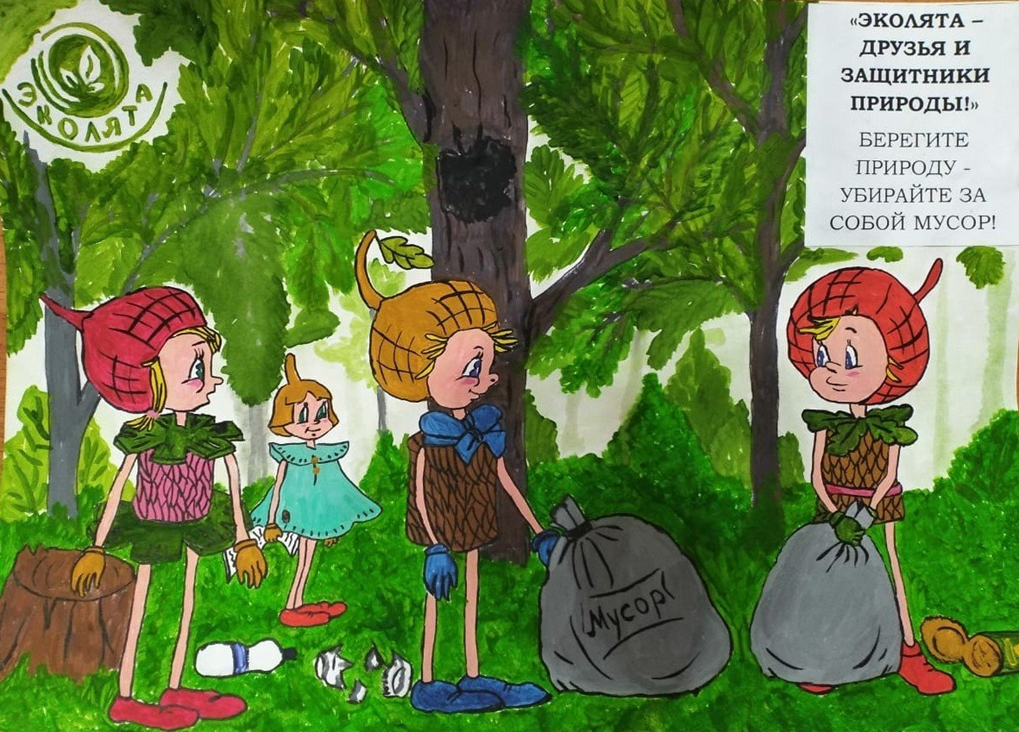 ЭКОЛЯТА
«ЭКОЛЯТА –
ДРУЗЬЯ И
ЗАЩИТНИКИ
ПРИРОДЫ!»
БЕРЕГИТЕ
ПРИРОДУ -
УБИРАЙТЕ ЗА
СОБОЙ МУСОР!
Мусор